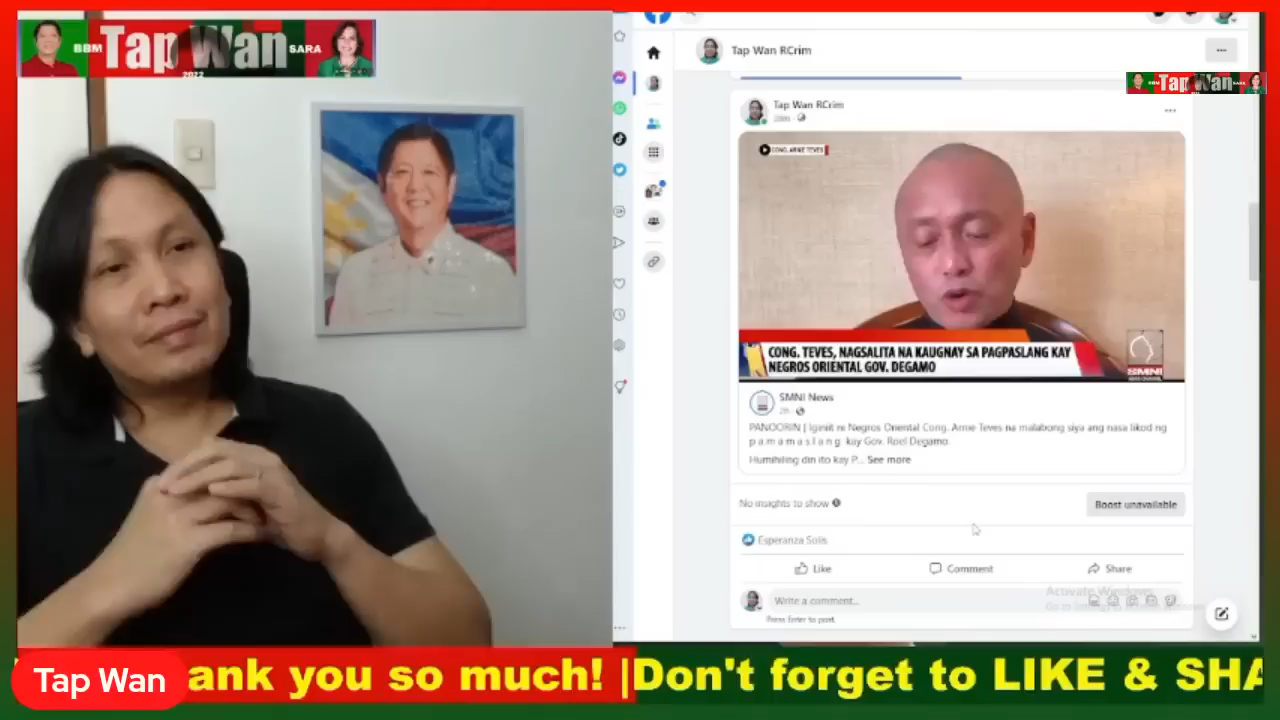 BBM Tap Wan SARA
2022
Tap Wan RCrim
Tap Wan
Tap Wan RCrim
CONG. ARNIE TEVES
CONG. TEVES, NAGSALITA NA KAUGNAY SA PAGPASLANG KAY
NEGROS ORIENTAL GOV. DEGAMO
SMNI
SMNI News
PANOORIN | Iginiit ni Negros Oriental Cong. Arnie Teves na malabong siya ang nasa likod ng
p a m a m a s l a n g kay Gov. Roel Degamo.
Humihiling din ito kay P... See more
No insights to show
Boost unavailable
Esperanza Solis
Like
Comment
Share
Write a comment...
Press Enter to post.
Activate Windows
Tap Wan
ank you so much! |Don't forget to LIKE & SHA